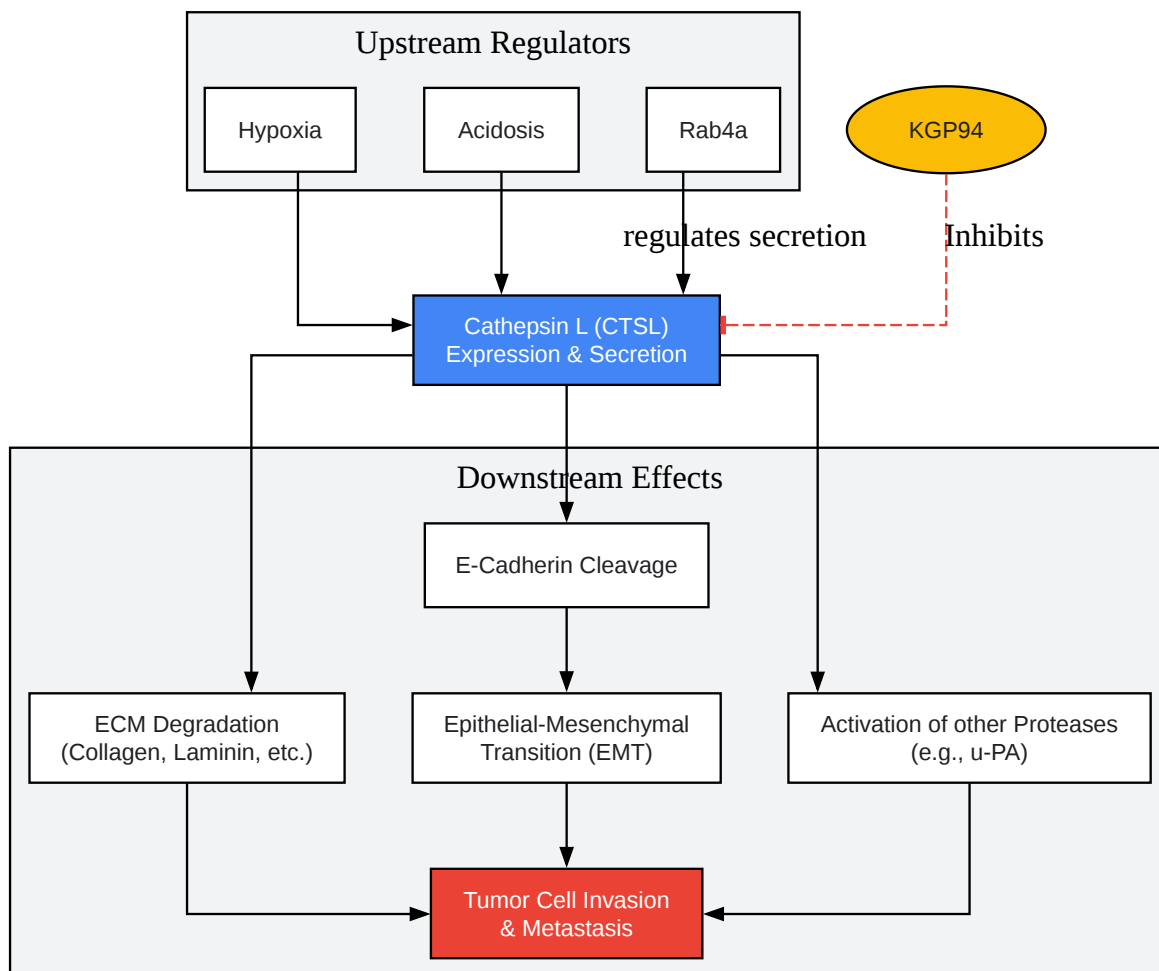 Upstream Regulators
Hypoxia
Acidosis
Rab4a
KGP94
regulates secretion
Inhibits
Cathepsin L (CTSL)
Expression & Secretion
Downstream Effects
E-Cadherin Cleavage
ECM Degradation
(Collagen, Laminin, etc.)
Epithelial-Mesenchymal
Transition (EMT)
Activation of other Proteases
(e.g., u-PA)
Tumor Cell Invasion
& Metastasis